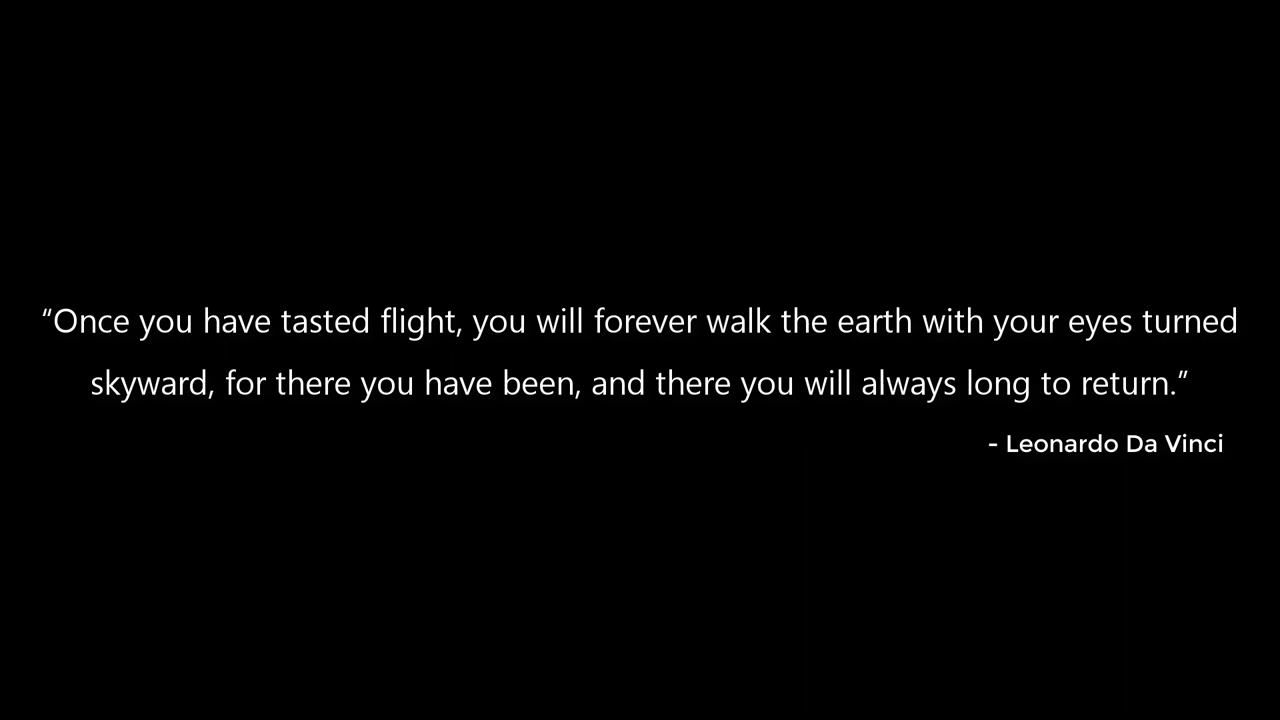 “Once you have tasted flight, you will forever walk the earth with your eyes turned
skyward, for there you have been, and there you will always long to return.”
- Leonardo Da Vinci